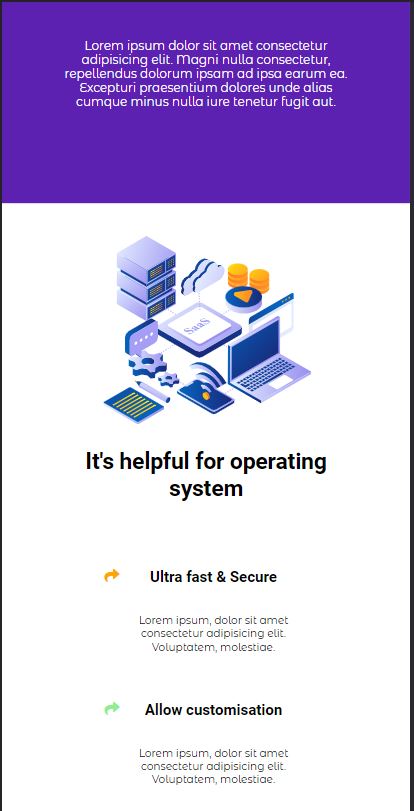 Lorem ipsum dolor sit amet consectetur
adipisicing elit. Magni nulla consectetur,
repellendus dolorum ipsam ad ipsa earum ea.
Excepturi praesentium dolores unde alias
cumque minus nulla iure tenetur fugit aut.
SaaS
It's helpful for operating
system
Ultra fast & Secure
Lorem ipsum, dolor sit amet
consectetur adipisicing elit.
Voluptatem, molestiae.
Allow customisation
Lorem ipsum, dolor sit amet
consectetur adipisicing elit.
Voluptatem, molestiae.